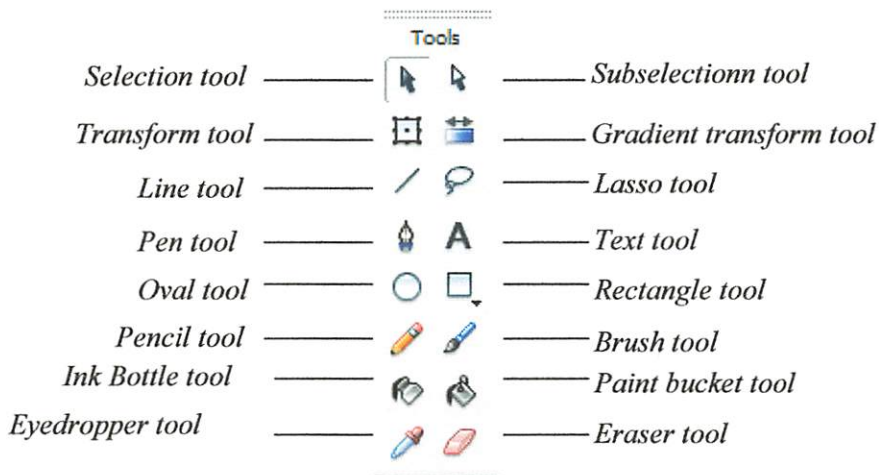 Tools
Selection tool Subselectionn tool
Transform tool Gradient transform tool
Line tool Lasso tool
Pen tool A Text tool
Oval tool Rectangle tool
Pencil tool Brush tool
Ink Bottle tool Paint bucket tool
Eyedropper tool Eraser tool